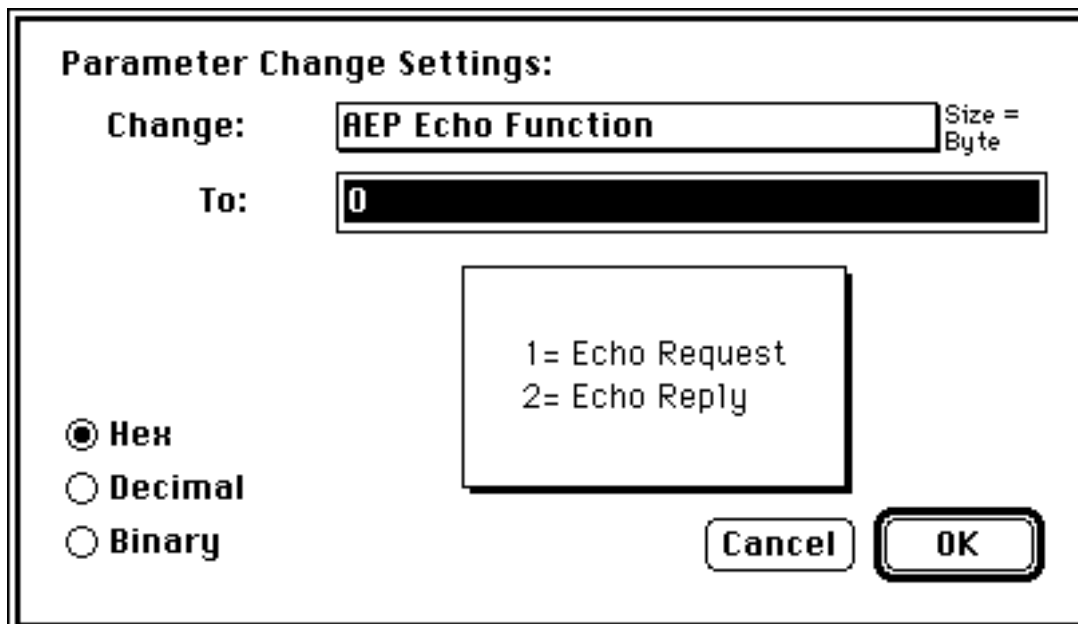 Parameter Change Settings:
Change: AEP Echo Function Size =
Byte
To: 0
1= Echo Request
2= Echo Reply
Hex
Decimal
Binary
Cancel OK